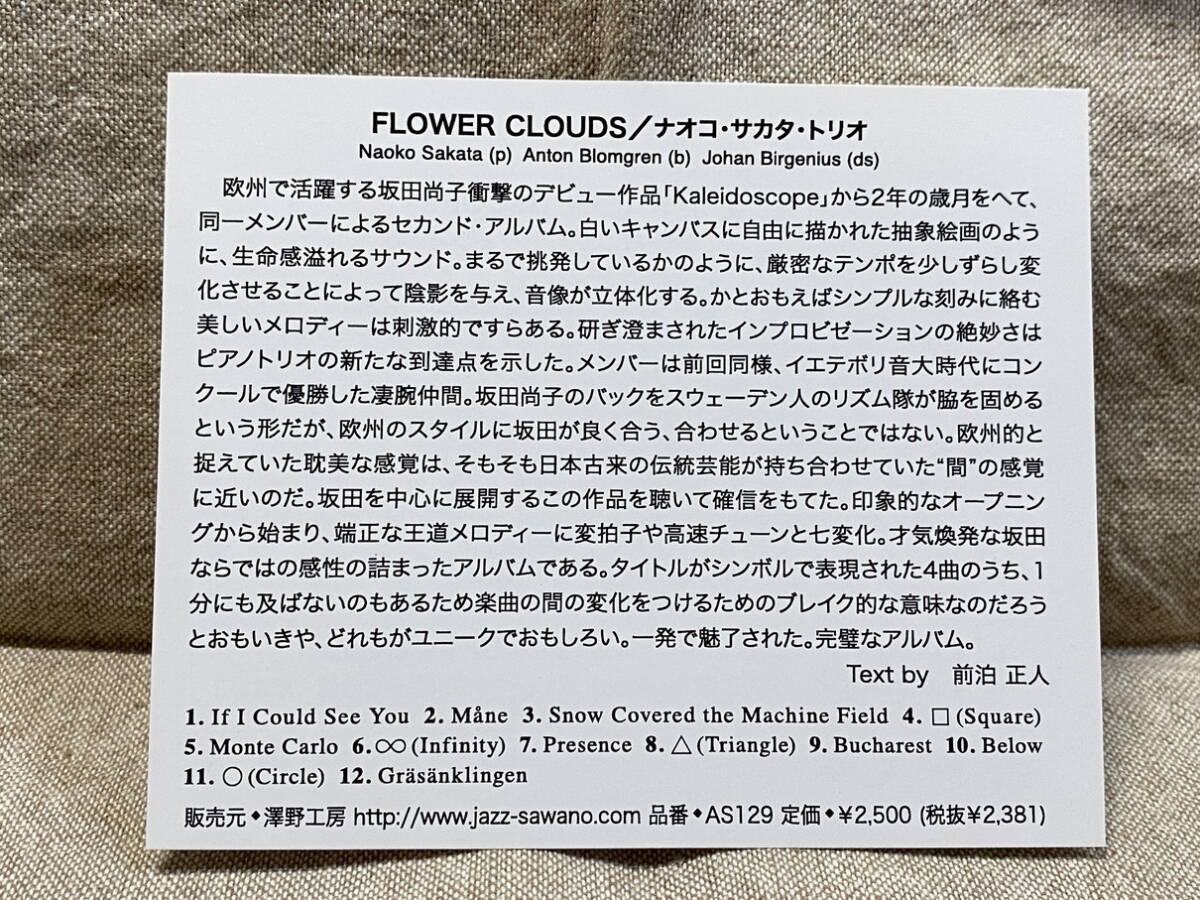 FLOWER CLOUDS／ナオコ・サカタ・トリオ
Naoko Sakata (p) Anton Blomgren (b) Johan Birgenius (ds)
欧州で活躍する坂田尚子衝撃のデビュー作品「Kaleidoscope」から2年の歳月をへて、
同一メンバーによるセカンド・アルバム。白いキャンバスに自由に描かれた抽象絵画のよう
に、生命感溢れるサウンド。まるで挑発しているかのように、厳密なテンポを少しずらし変
化させることによって陰影を与え、音像が立体化する。かとおもえばシンプルな刻みに絡む
美しいメロディーは刺激的ですらある。研ぎ澄まされたインプロビゼーションの絶妙さは
ピアノトリオの新たな到達点を示した。メンバーは前回同様、イエテボリ音大時代にコン
クールで優勝した凄腕仲間。坂田尚子のバックをスウェーデン人のリズム隊が脇を固める
という形だが、欧州のスタイルに坂田が良く合う、合わせるということではない。欧州的と
捉えていた耽美な感覚は、そもそも日本古来の伝統芸能が持ち合わせていた“間”の感覚
に近いのだ。坂田を中心に展開するこの作品を聴いて確信をもてた。印象的なオープニン
グから始まり、端正な王道メロディーに変拍子や高速チューンと七変化。才気煥発な坂田
ならではの感性の詰まったアルバムである。タイトルがシンボルで表現された4曲のうち、1
分にも及ばないのもあるため楽曲の間の変化をつけるためのブレイク的な意味なのだろう
とおもいきや、どれもがユニークでおもしろい。一発で魅了された。完璧なアルバム。
Text by 前泊 正人
1. If I Could See You 2. Måne 3. Snow Covered the Machine Field 4. □ (Square)
5. Monte Carlo 6. ∞ (Infinity) 7. Presence 8. △ (Triangle) 9. Bucharest 10. Below
11. ○ (Circle) 12. Gräsänklingen
販売元◆澤野工房 http://www.jazz-sawano.com 品番◆AS129 定価◆¥2,500 (税抜¥2,381)